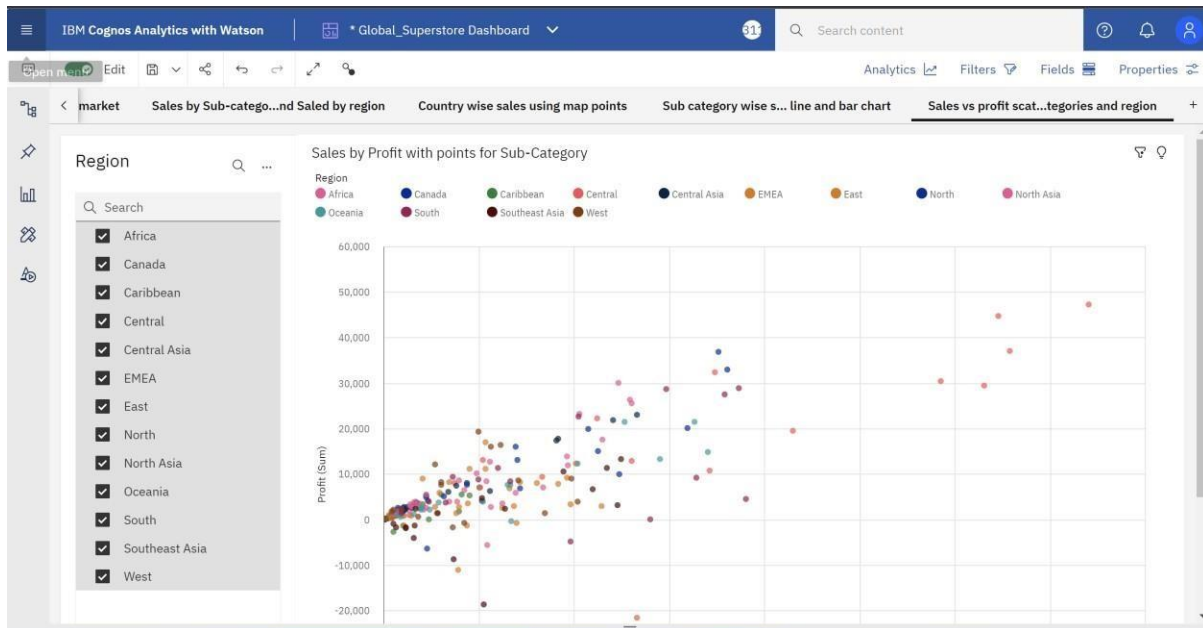 IBM Cognos Analytics with Watson
* Global_Superstore Dashboard
311
Search content
Open menu
Edit
Analytics
Filters
Fields
Properties
market
Sales by Sub-catego...nd Saled by region
Country wise sales using map points
Sub category wise s... line and bar chart
Sales vs profit scat...tegories and region
+
Region
...
Search
Africa
Canada
Caribbean
Central
Central Asia
EMEA
East
North
North Asia
Oceania
South
Southeast Asia
West
Sales by Profit with points for Sub-Category
Region
Africa Canada Caribbean Central Central Asia EMEA East North North Asia
Oceania South Southeast Asia West
Profit (Sum)
60,000
50,000
40,000
30,000
20,000
10,000
0
-10,000
-20,000